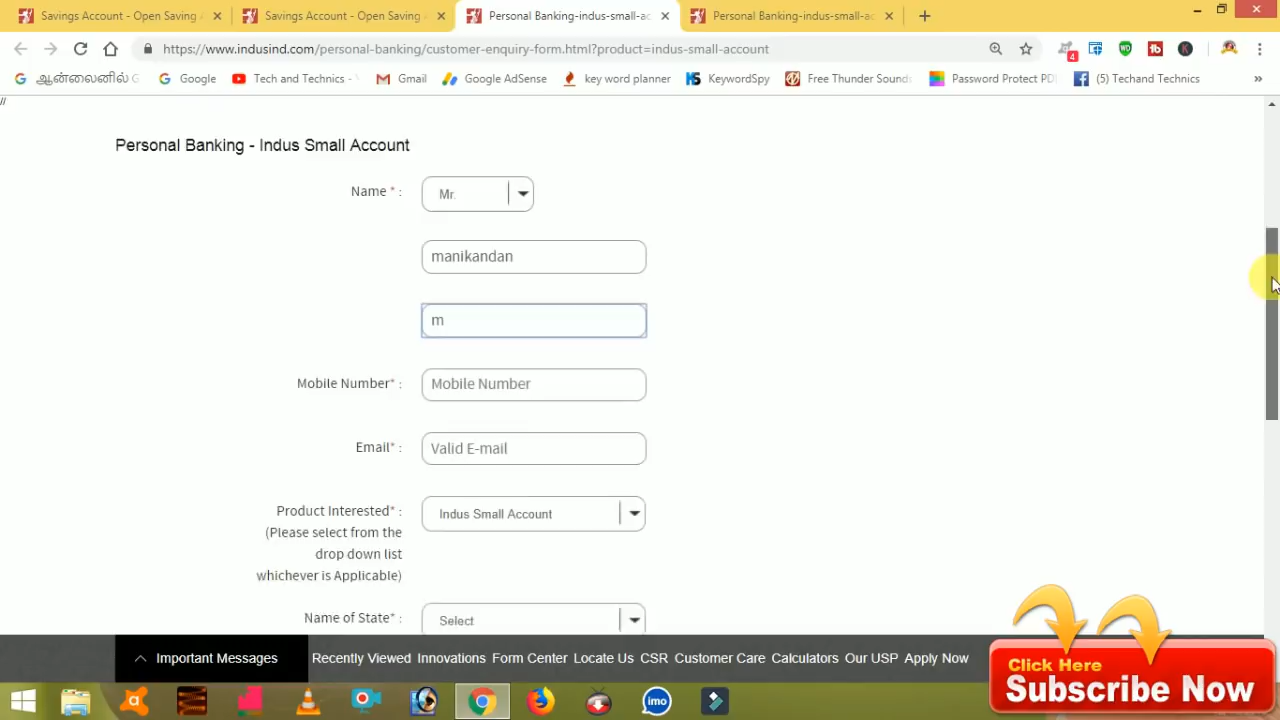 Savings Account - Open Saving A
Savings Account - Open Saving A
Personal Banking-indus-small-ac
Personal Banking-indus-small-ac
https://www.indusind.com/personal-banking/customer-enquiry-form.html?product=indus-small-account
4
ஆன்லைனில் G
Google
Tech and Technics -
Gmail
Google AdSense
key word planner
KeywordSpy
Free Thunder Sound
Password Protect PD
(5) Techand Technics
»
//
Personal Banking - Indus Small Account
Name * :
Mr.
manikandan
m
Mobile Number* :
Mobile Number
Email* :
Valid E-mail
Product Interested* :
(Please select from the
drop down list
whichever is Applicable)
Indus Small Account
Name of State* :
Select
Important Messages
Recently Viewed Innovations Form Center Locate Us CSR Customer Care Calculators Our USP Apply Now
Click Here
Subscribe Now
imo